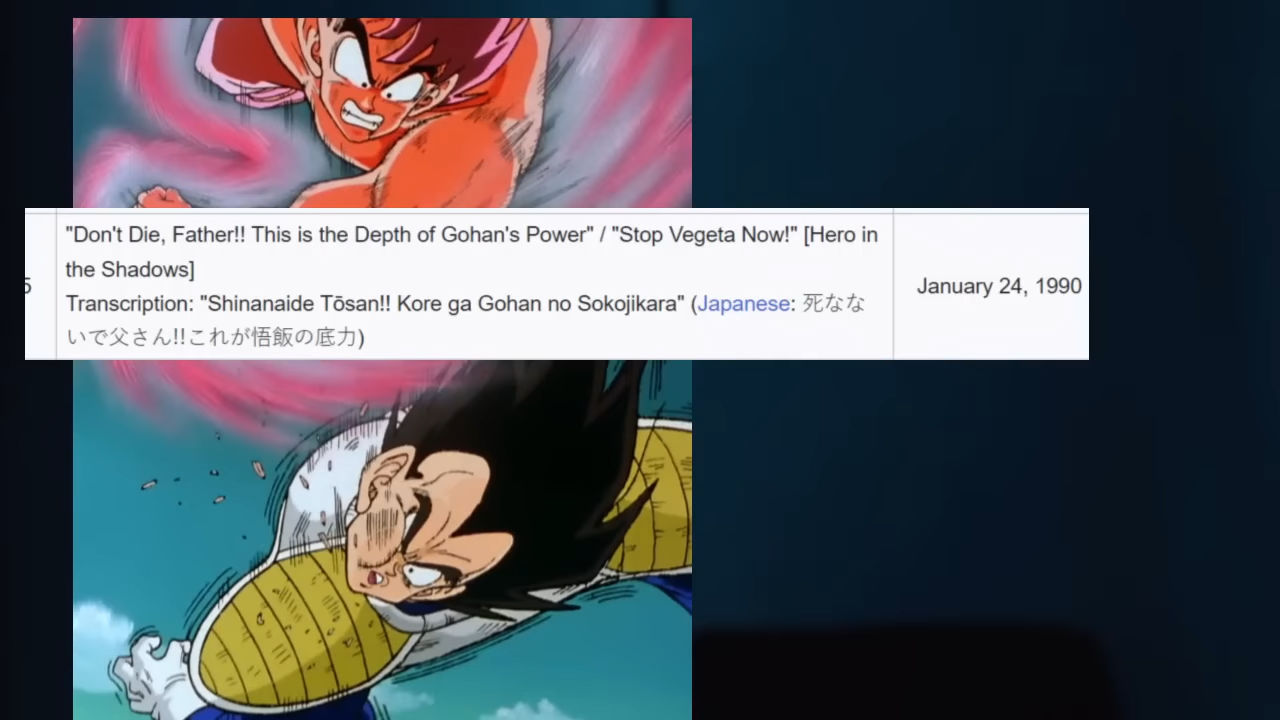 "Don't Die, Father!! This is the Depth of Gohan's Power" / "Stop Vegeta Now!" [Hero in
the Shadows]
Transcription: "Shinanaide Tōsan!! Kore ga Gohan no Sokojikara" (Japanese: 死なな
いで父さん!!これが悟飯の底力)
5
January 24, 1990